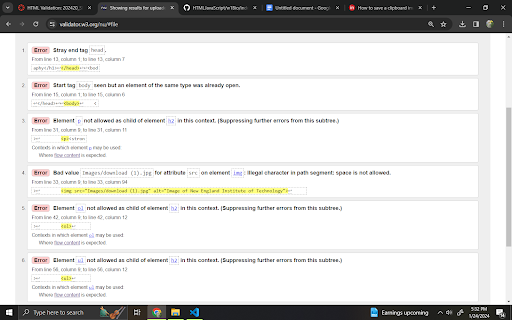 HTML Validations 202420_S
Showing results for upload
HTML/JavaScript/w18to/ind
Untitled document - Goog
How to save a clipboard im
validator.w3.org/nu/#file
1 Error Stray end tag head.
From line 13, column 1; to line 13, column 7
</head>
2 Error Start tag body seen but an element of the same type was already open.
From line 15, column 1; to line 15, column 6
↩</head>↩↩<body>↩
3 Error Element p not allowed as child of element h2 in this context. (Suppressing further errors from this subtree.)
From line 31, column 9; to line 31, column 11
<p>
Contexts in which element p may be used:
Where flow content is expected.
4 Error Bad value Images/download (1).jpg for attribute src on element img: Illegal character in path segment: space is not allowed.
From line 33, column 9; to line 33, column 94
<img src="Images/download (1).jpg" alt="Image of New England Institute of Technology">↩
5 Error Element ol not allowed as child of element h2 in this context. (Suppressing further errors from this subtree.)
From line 42, column 9; to line 42, column 12
<ol>↩
Contexts in which element ol may be used:
Where flow content is expected.
6 Error Element ul not allowed as child of element h2 in this context. (Suppressing further errors from this subtree.)
From line 56, column 9; to line 56, column 12
<ul>↩
Contexts in which element ul may be used:
Where flow content is expected.
Type here to search
Earnings upcoming
5:02 PM
1/24/2024